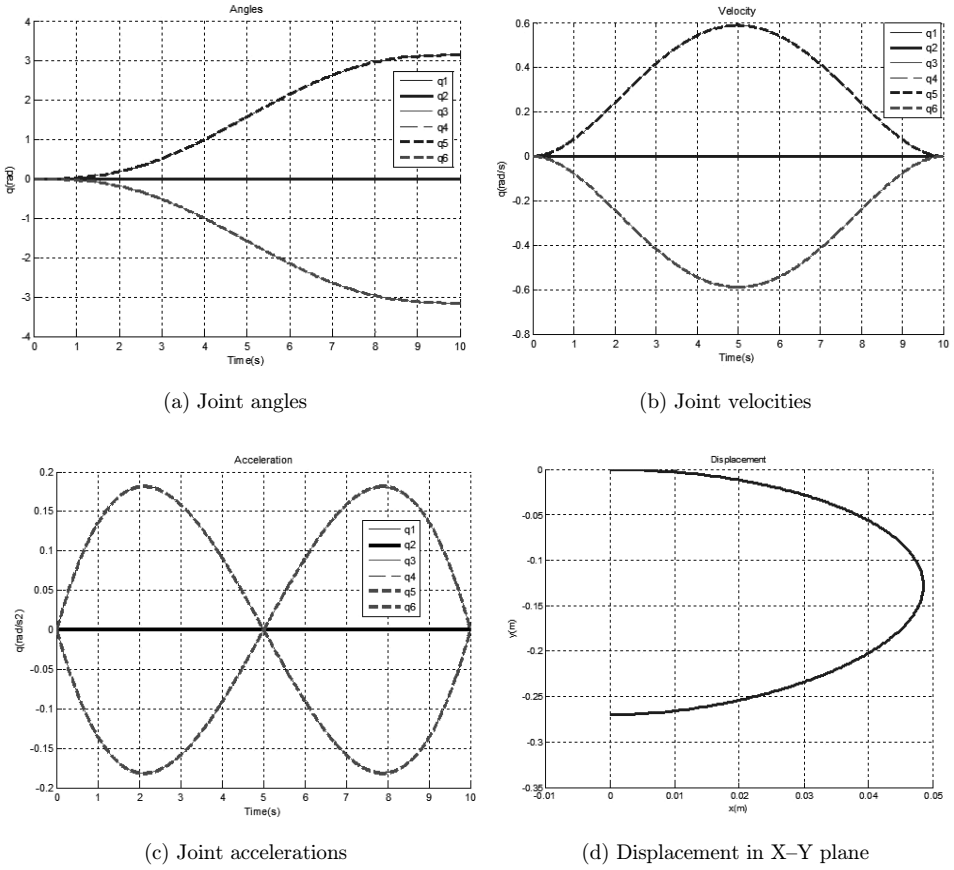 Angles
4
3
2
1
0
-1
-2
-3
-4
q(rad)
q1
q2
q3
q4
q5
q6
0 1 2 3 4 5 6 7 8 9 10
Time(s)
(a) Joint angles
Velocity
0.6
0.4
0.2
0
-0.2
-0.4
-0.6
-0.8
q(rad/s)
q1
q2
q3
q4
q5
q6
0 1 2 3 4 5 6 7 8 9 10
Time(s)
(b) Joint velocities
Acceleration
0.2
0.15
0.1
0.05
0
-0.05
-0.1
-0.15
-0.2
q(rad/s2)
q1
q2
q3
q4
q5
q6
0 1 2 3 4 5 6 7 8 9 10
Time(s)
(c) Joint accelerations
Displacement
0
-0.05
-0.1
-0.15
-0.2
-0.25
-0.3
-0.35
y(m)
-0.01 0 0.01 0.02 0.03 0.04 0.05
x(m)
(d) Displacement in X–Y plane